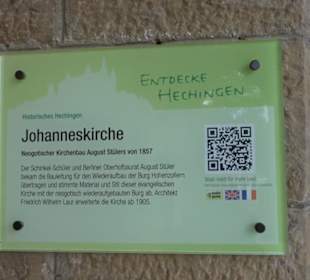 ENTDECKE
HECHINGEN
Historisches Hechingen
Johanneskirche
Neogotischer Kirchenbau August Stülers von 1857
Der Schinkel-Schüler und Berliner Oberhofbaurat August Stüler
bekam die Bauleitung für den Wiederaufbau der Burg Hohenzollern
übertragen und stimmte Material und Stil dieser evangelischen
Kirche mit der neogotisch wiederaufgebauten Burg ab. Architekt
Friedrich Wilhelm Laur erweiterte die Kirche ab 1905.